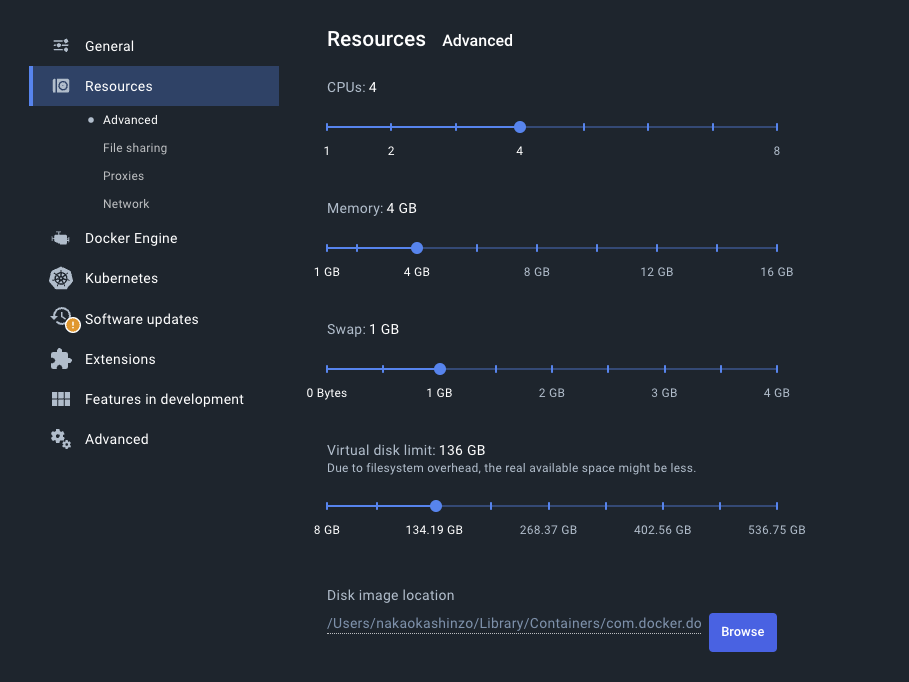 General
Resources
Advanced
File sharing
Proxies
Network
Docker Engine
Kubernetes
Software updates
Extensions
Features in development
Advanced
Resources Advanced
CPUs: 4
1 2 4 8
Memory: 4 GB
1 GB 4 GB 8 GB 12 GB 16 GB
Swap: 1 GB
0 Bytes 1 GB 2 GB 3 GB 4 GB
Virtual disk limit: 136 GB
Due to filesystem overhead, the real available space might be less.
8 GB 134.19 GB 268.37 GB 402.56 GB 536.75 GB
Disk image location
/Users/nakaokashinzo/Library/Containers/com.docker.do
Browse